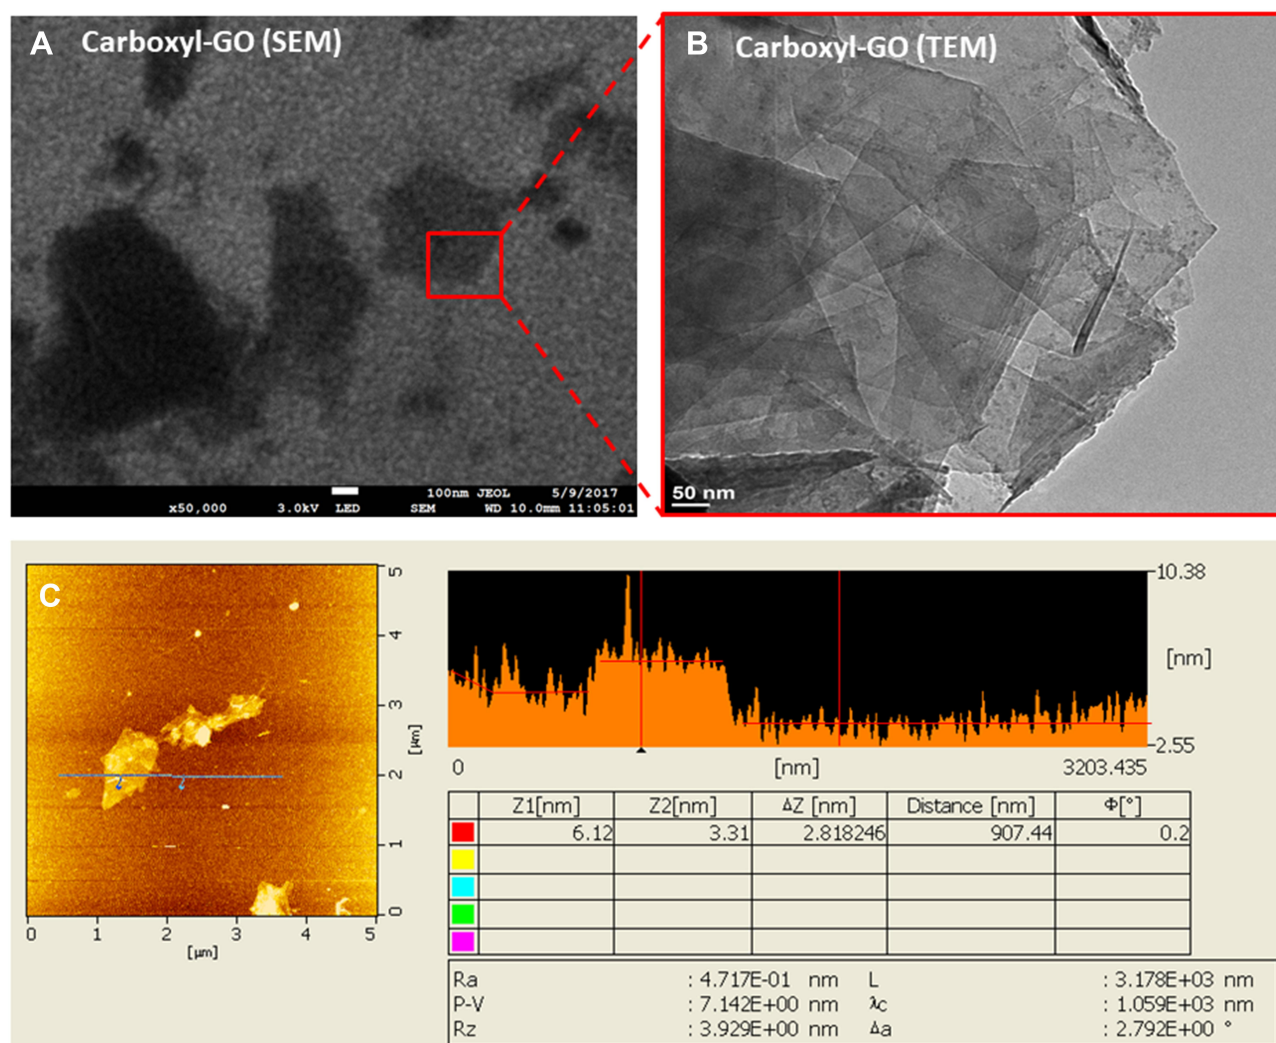 A Carboxyl-GO (SEM)
100nm JEOL 5/9/2017
x50,000 3.0kV LED SEM WD 10.0mm 11:05:01
B Carboxyl-GO (TEM)
50 nm
C
5
4
3
2
1
0
[µm]
0 1 2 3 4 5
[µm]
10.38
[nm]
2.55
0 [nm] 3203.435
Z1[nm] Z2[nm] ΔZ [nm] Distance [nm] Φ[°]
6.12 3.31 2.818246 907.44 0.2
Ra : 4.717E-01 nm L : 3.178E+03 nm
P-V : 7.142E+00 nm λc : 1.059E+03 nm
Rz : 3.929E+00 nm Δa : 2.792E+00 °